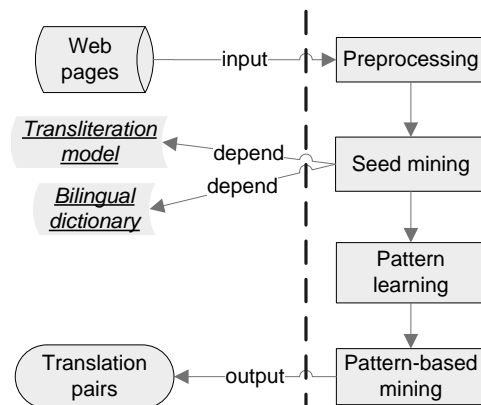 Web
pages
input
Preprocessing
Transliteration
model
depend
depend
Seed mining
Bilingual
dictionary
Pattern
learning
Translation
pairs
output
Pattern-based
mining